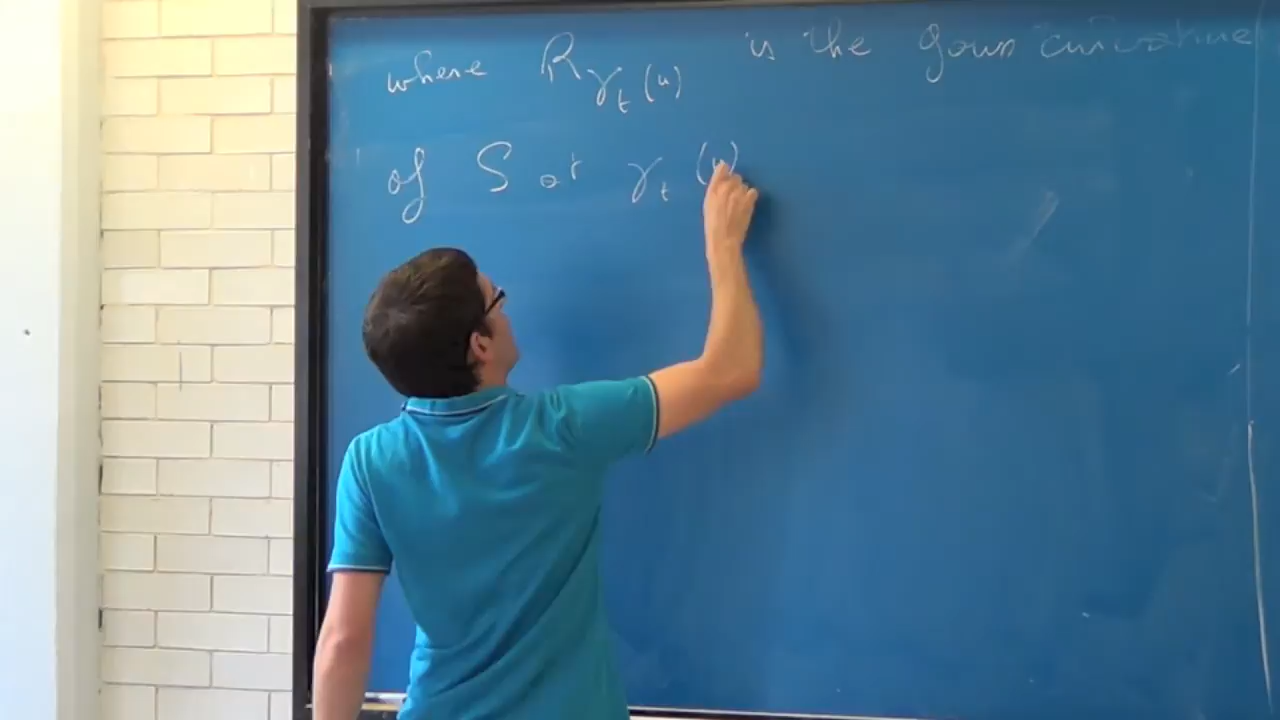 where R_{γ_t(u)} is the gauss curvature
of S at γ_t (u)